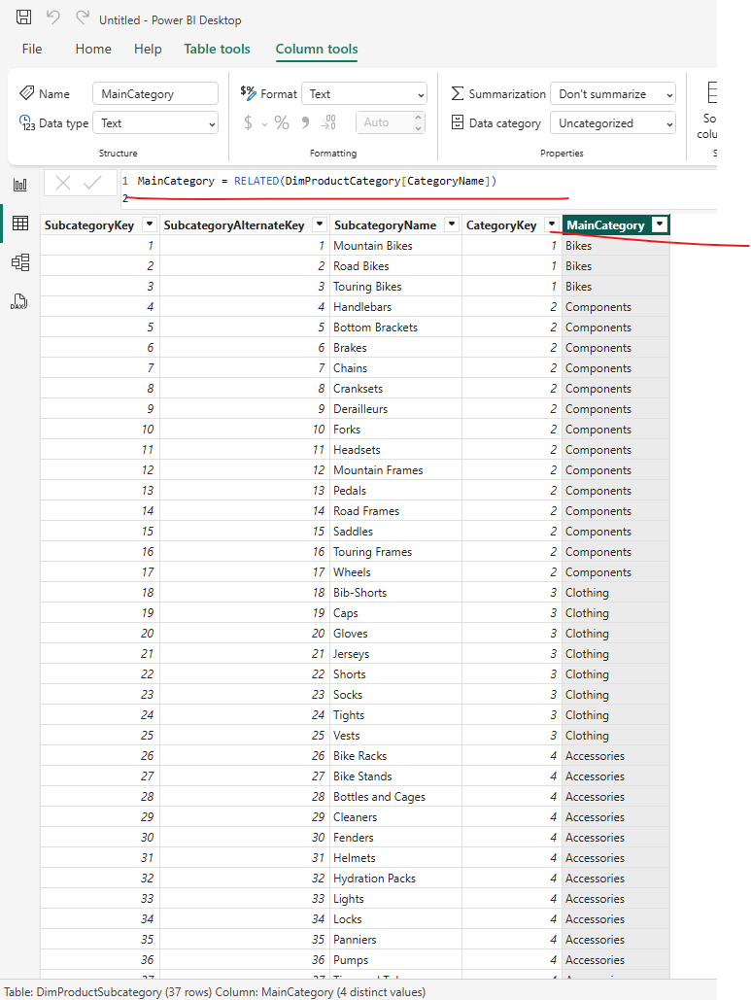 Untitled - Power BI Desktop
File Home Help Table tools Column tools
Name MainCategory $% Format Text Σ Summarization Don't summarize
123 Data type Text $ % 9 .00 Auto Data category Uncategorized
Structure Formatting Properties
1 MainCategory = RELATED(DimProductCategory[CategoryName])
2
SubcategoryKey SubcategoryAlternateKey SubcategoryName CategoryKey MainCategory
1 1 Mountain Bikes 1 Bikes
2 2 Road Bikes 1 Bikes
3 3 Touring Bikes 1 Bikes
4 4 Handlebars 2 Components
5 5 Bottom Brackets 2 Components
6 6 Brakes 2 Components
7 7 Chains 2 Components
8 8 Cranksets 2 Components
9 9 Derailleurs 2 Components
10 10 Forks 2 Components
11 11 Headsets 2 Components
12 12 Mountain Frames 2 Components
13 13 Pedals 2 Components
14 14 Road Frames 2 Components
15 15 Saddles 2 Components
16 16 Touring Frames 2 Components
17 17 Wheels 2 Components
18 18 Bib-Shorts 3 Clothing
19 19 Caps 3 Clothing
20 20 Gloves 3 Clothing
21 21 Jerseys 3 Clothing
22 22 Shorts 3 Clothing
23 23 Socks 3 Clothing
24 24 Tights 3 Clothing
25 25 Vests 3 Clothing
26 26 Bike Racks 4 Accessories
27 27 Bike Stands 4 Accessories
28 28 Bottles and Cages 4 Accessories
29 29 Cleaners 4 Accessories
30 30 Fenders 4 Accessories
31 31 Helmets 4 Accessories
32 32 Hydration Packs 4 Accessories
33 33 Lights 4 Accessories
34 34 Locks 4 Accessories
35 35 Panniers 4 Accessories
36 36 Pumps 4 Accessories
Table: DimProductSubcategory (37 rows) Column: MainCategory (4 distinct values)